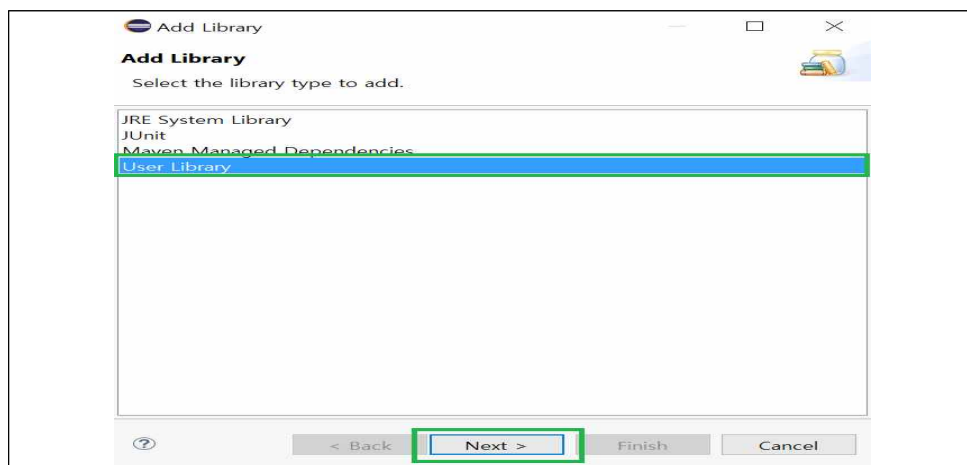 Add Library
Add Library
Select the library type to add.
JRE System Library
JUnit
Maven Managed Dependencies
User Library
< Back Next > Finish Cancel